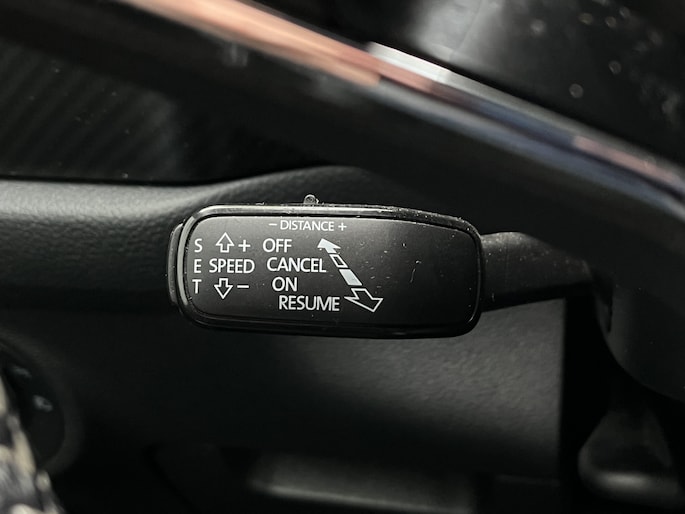 – DISTANCE +
S + OFF
E SPEED CANCEL
T – ON
RESUME